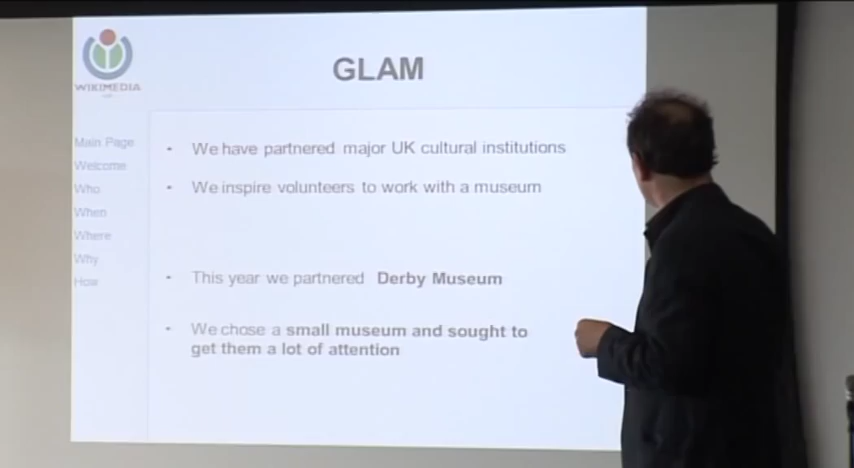 WIKIMEDIA
GLAM
Main Page
Welcome
Who
When
Where
Why
How
• We have partnered major UK cultural institutions
• We inspire volunteers to work with a museum
• This year we partnered Derby Museum
• We chose a small museum and sought to
get them a lot of attention